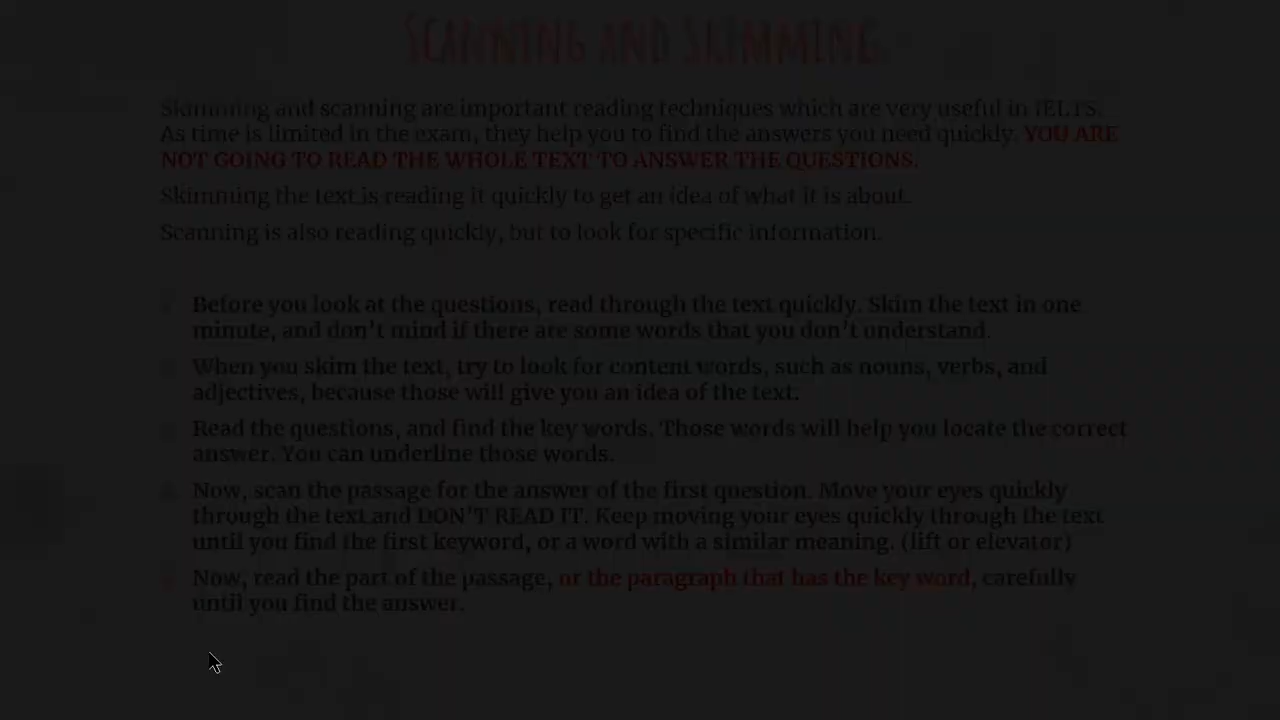 Scanning and Skimming
Skimming and scanning are important reading techniques which are very useful in IELTS.
As time is limited in the exam, they help you to find the answers you need quickly. YOU ARE
NOT GOING TO READ THE WHOLE TEXT TO ANSWER THE QUESTIONS.
Skimming the text is reading it quickly to get an idea of what it is about.
Scanning is also reading quickly, but to look for specific information.
Before you look at the questions, read through the text quickly. Skim the text in one
minute, and don't mind if there are some words that you don't understand.
When you skim the text, try to look for content words, such as nouns, verbs, and
adjectives, because those will give you an idea of the text.
Read the questions, and find the key words. Those words will help you locate the correct
answer. You can underline those words.
Now, scan the passage for the answer of the first question. Move your eyes quickly
through the text and DON'T READ IT. Keep moving your eyes quickly through the text
until you find the first keyword, or a word with a similar meaning. (lift or elevator)
Now, read the part of the passage, or the paragraph that has the key word, carefully
until you find the answer.